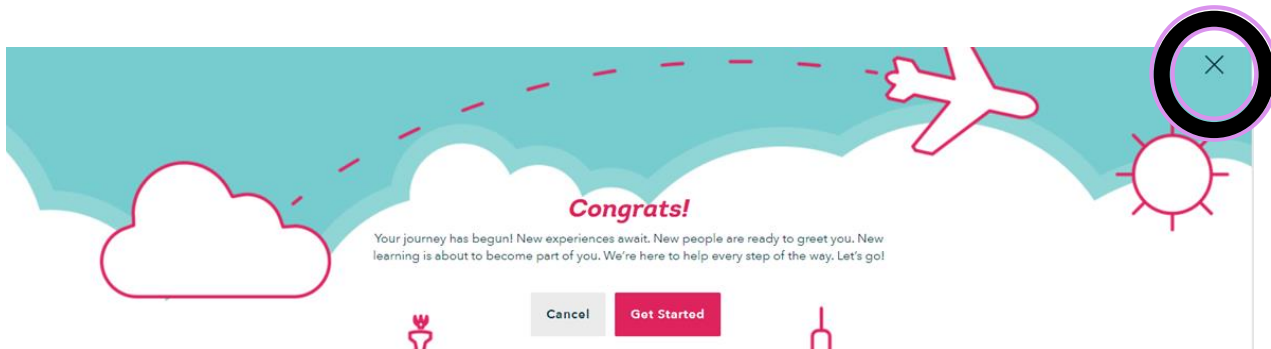 Congrats!
Your journey has begun! New experiences await. New people are ready to greet you. New
learning is about to become part of you. We're here to help every step of the way. Let's go!
Cancel Get Started